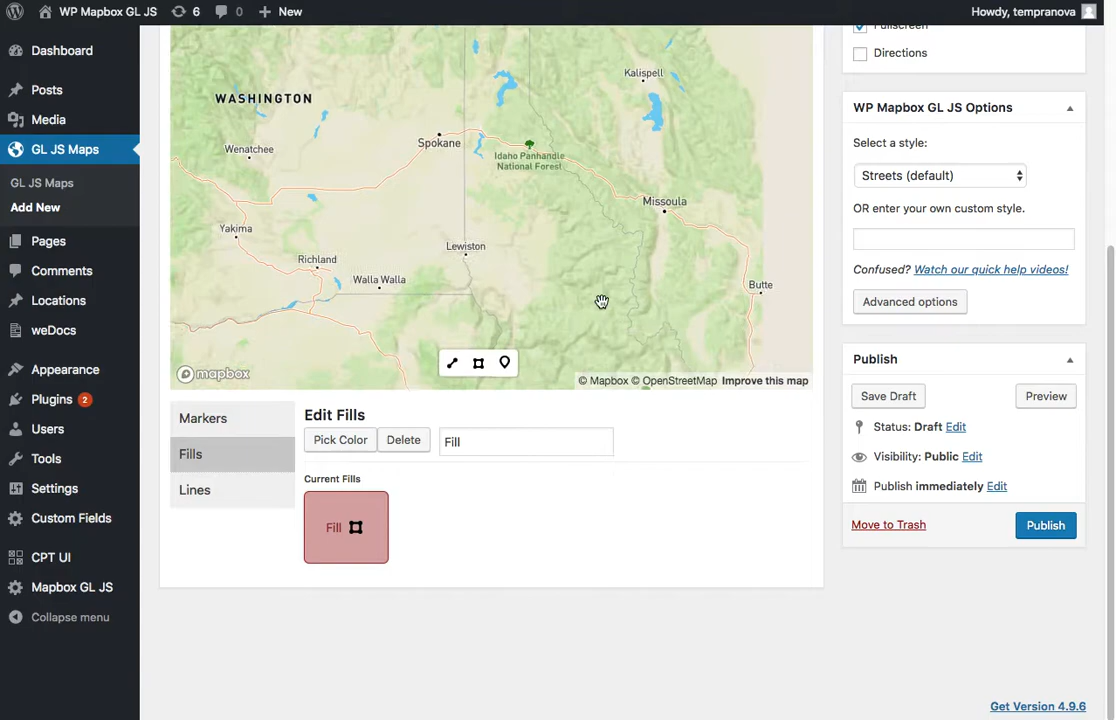 WP Mapbox GL JS
6
0
New
Howdy, tempranova
Dashboard
Posts
Media
GL JS Maps
GL JS Maps
Add New
Pages
Comments
Locations
weDocs
Appearance
Plugins 2
Users
Tools
Settings
Custom Fields
CPT UI
Mapbox GL JS
Collapse menu
WASHINGTON
Kalispell
Wenatchee
Spokane
Idaho Panhandle
National Forest
Missoula
Yakima
Richland
Lewiston
Walla Walla
Butte
mapbox
© Mapbox © OpenStreetMap Improve this map
Markers
Fills
Lines
Edit Fills
Pick Color
Delete
Fill
Current Fills
Fill
Fullscreen
Directions
WP Mapbox GL JS Options
Select a style:
Streets (default)
OR enter your own custom style.
Confused? Watch our quick help videos!
Advanced options
Publish
Save Draft
Preview
Status: Draft Edit
Visibility: Public Edit
Publish immediately Edit
Move to Trash
Publish
Get Version 4.9.6